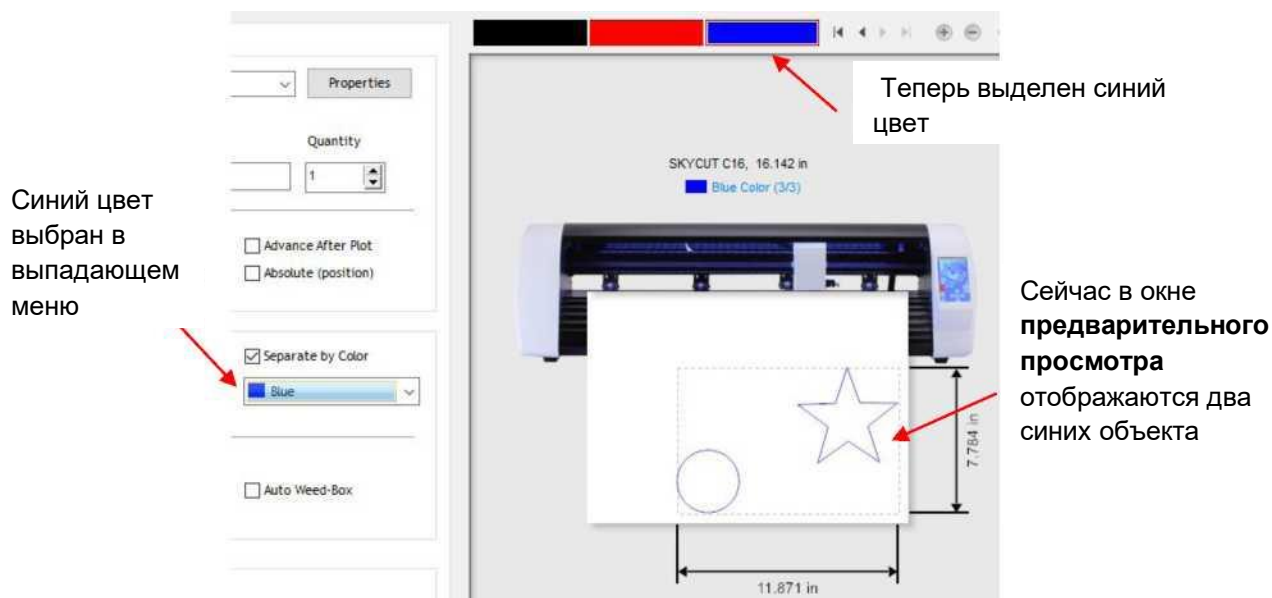 Теперь выделен синий
цвет
Properties
Quantity
1
SKYCUT C16, 16.142 in
Blue Color (3/3)
Синий цвет
выбран в
выпадающем
меню
Advance After Plot
Absolute (position)
Сейчас в окне
предварительного
просмотра
отображаются два
синих объекта
Separate by Color
Blue
7.784 in
Auto Weed-Box
11.871 in